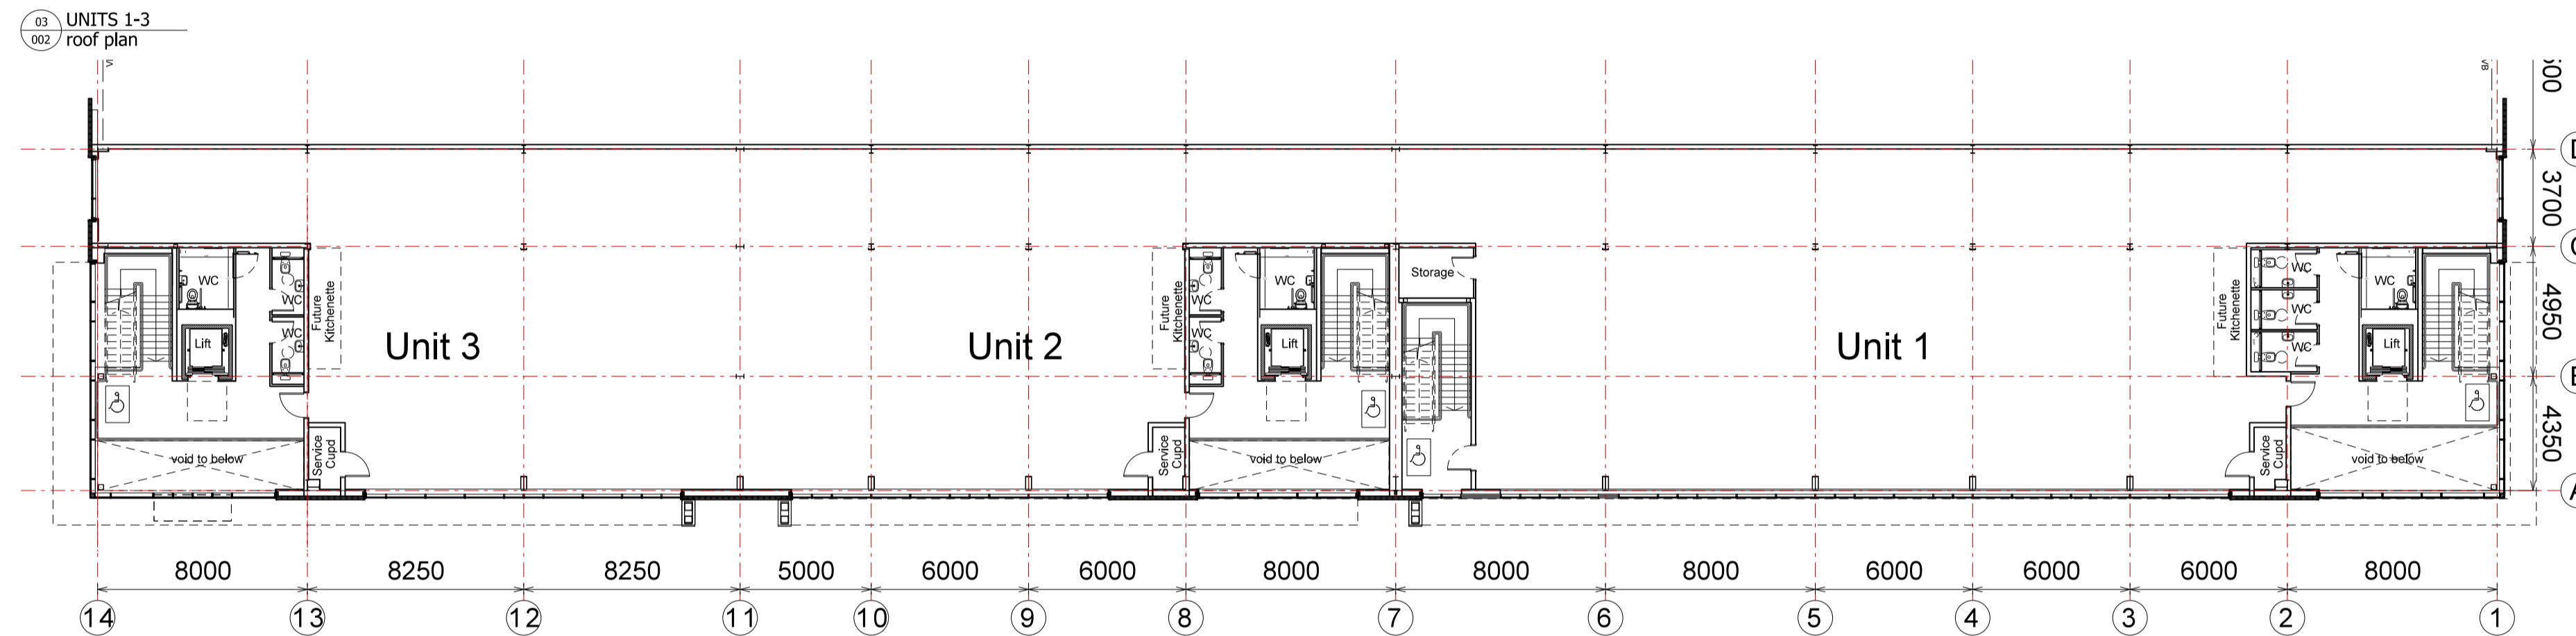 03 UNITS 1-3
002 roof plan
VB
3700
4950
4350
WC
WC
WC
Lift
Future
Kitchenette
Unit 3
Service
Cupd
void to below
Unit 2
Future
Kitchenette
WC
WC
WC
Lift
Service
Cupd
void to below
Storage
Unit 1
Future
Kitchenette
WC
WC
WC
WC
Lift
Service
Cupd
void to below
8000 8250 8250 5000 6000 6000 8000 8000 8000 6000 6000 6000 8000
14 13 12 11 10 9 8 7 6 5 4 3 2 1